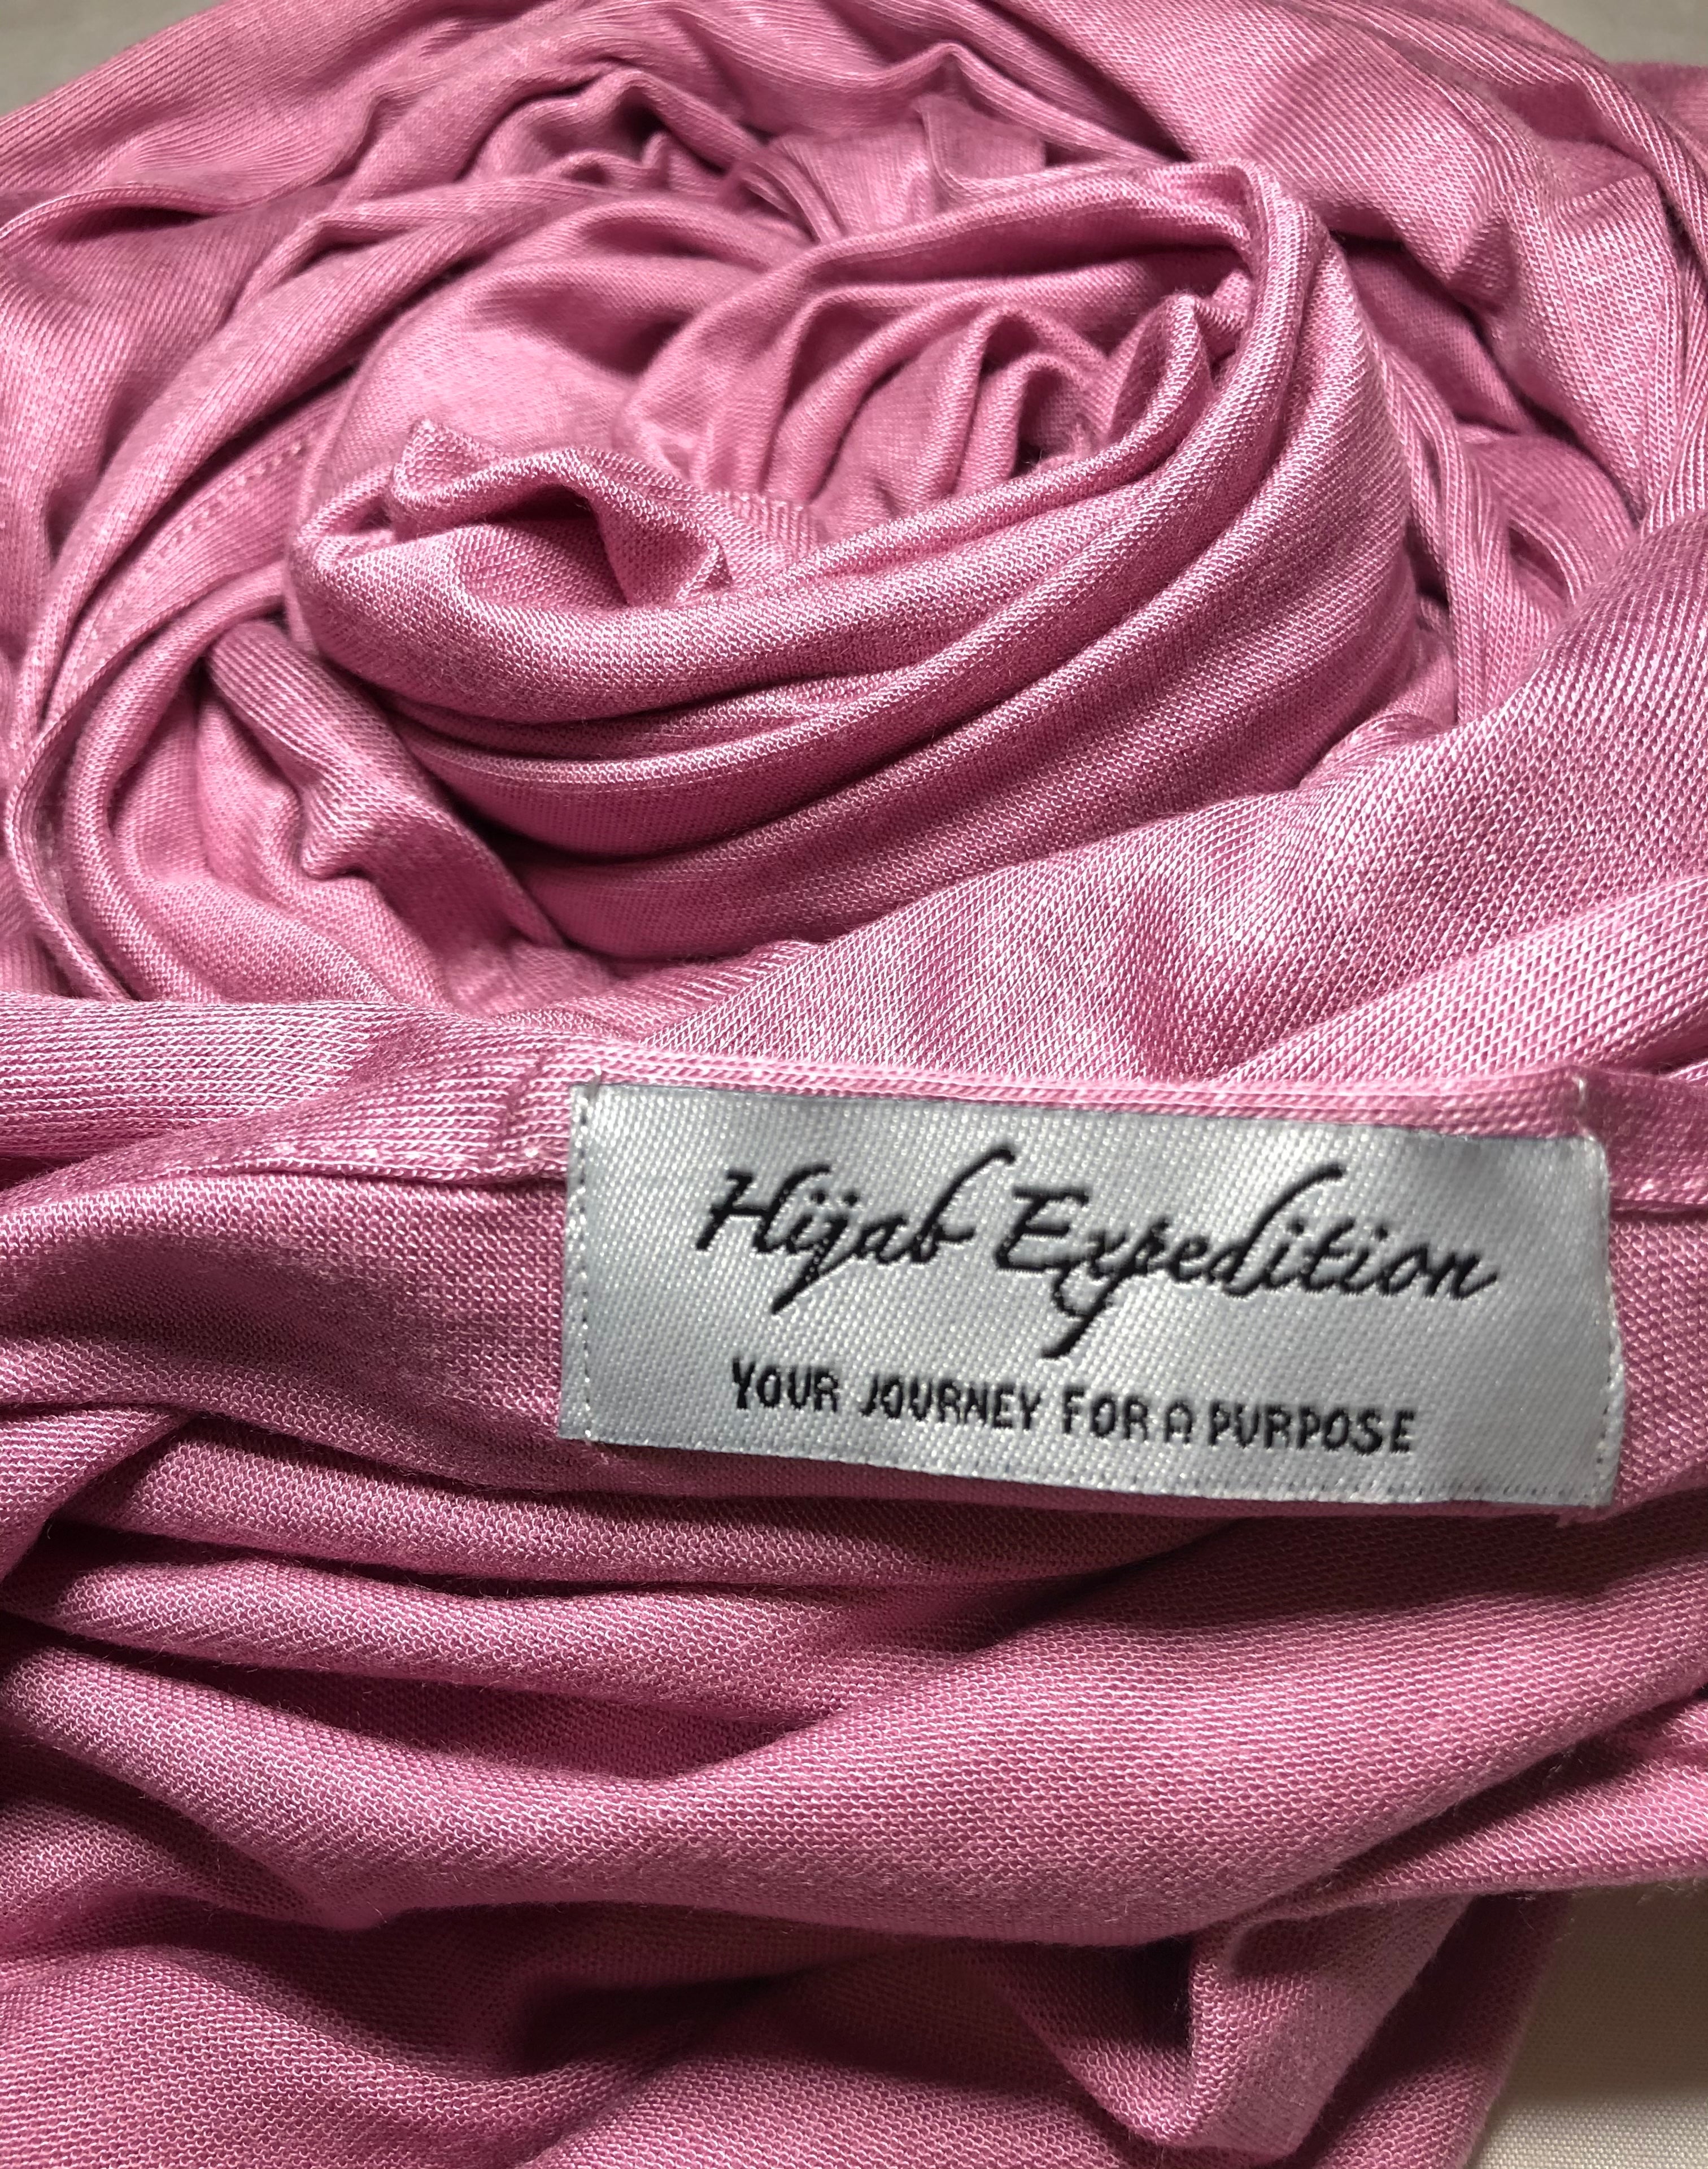 Hijab Expedition
YOUR JOURNEY FOR A PURPOSE